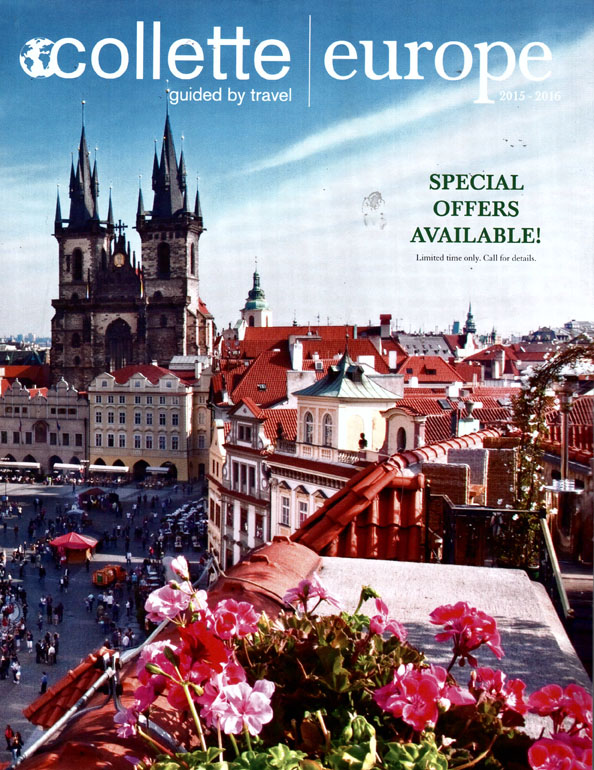 collette
guided by travel
europe
2015 - 2016
SPECIAL
OFFERS
AVAILABLE!
Limited time only. Call for details.